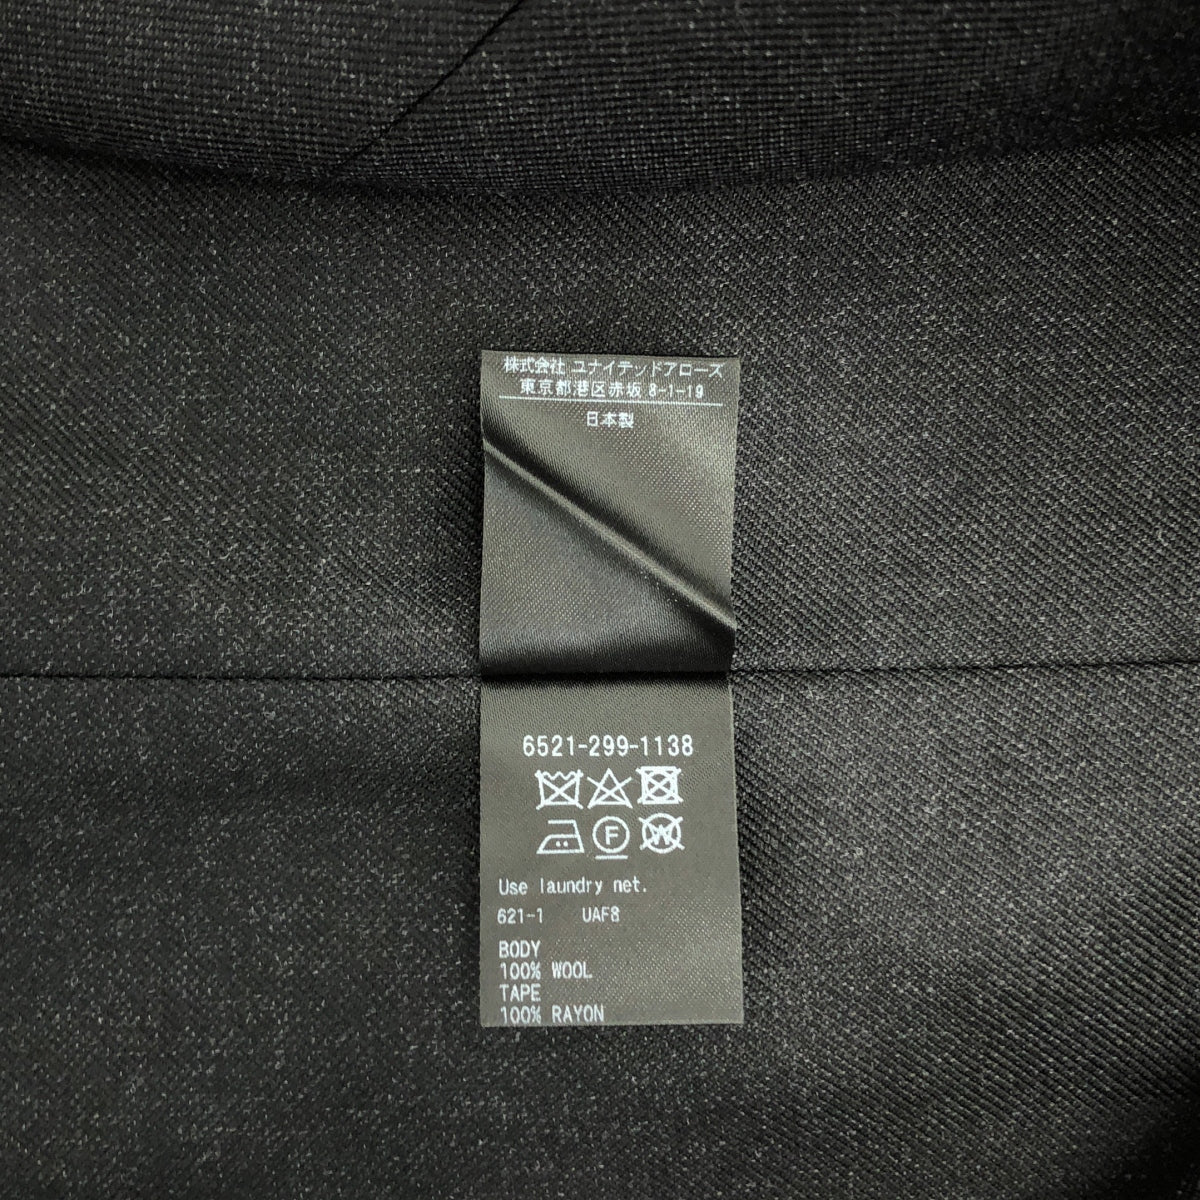 株式会社 ユナイテッドアローズ
東京都港区赤坂 8-1-19
日本製
6521-299-1138
F W
Use laundry net.
621-1 UAF8
BODY
100% WOOL
TAPE
100% RAYON